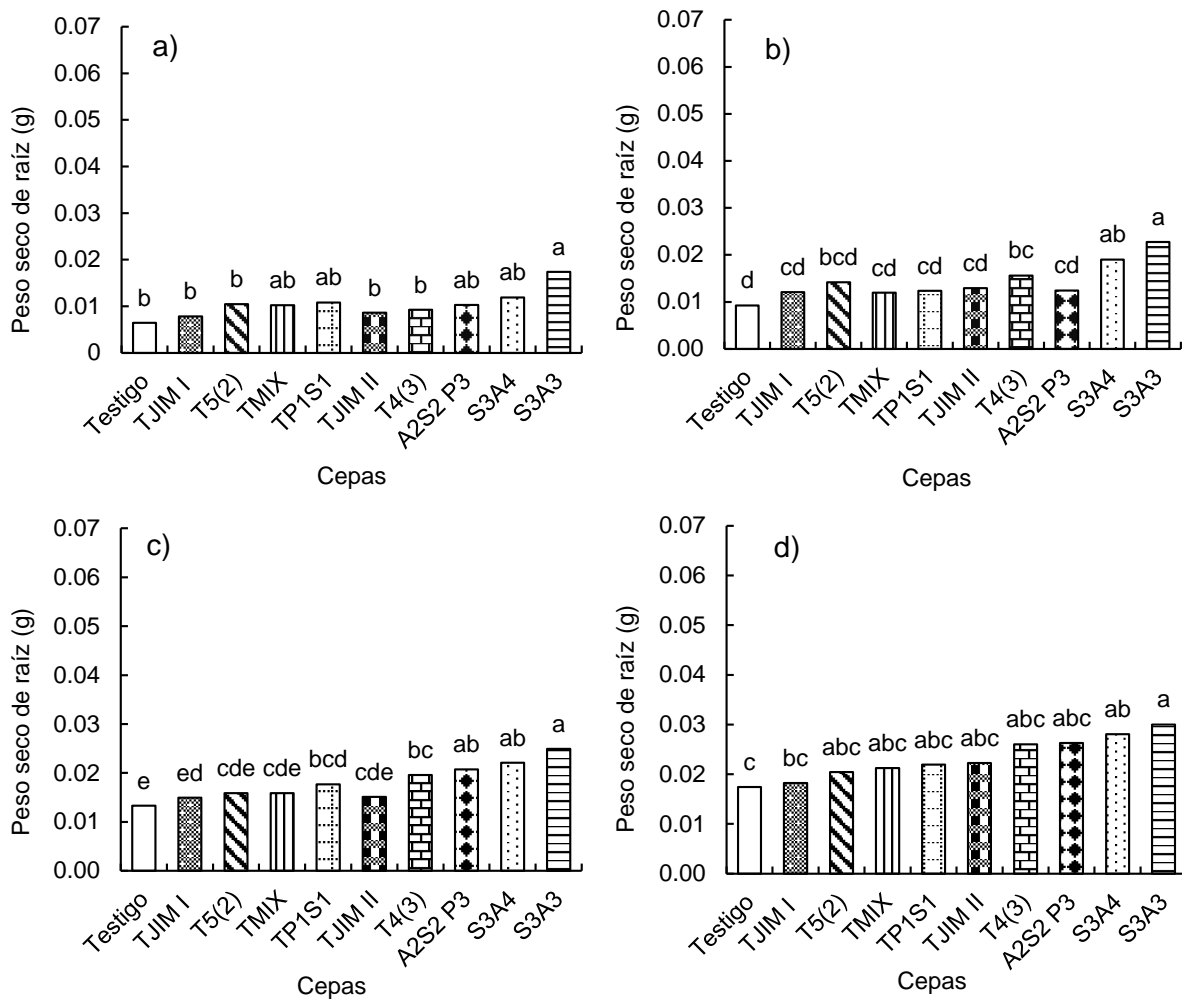 a)
Peso seco de raíz (g)
0.07
0.06
0.05
0.04
0.03
0.02
0.01
0
b b b ab ab b b ab ab a
Testigo TJIM I T5(2) TMIX TP1S1 TJIM II T4(3) A2S2 P3 S3A4 S3A3
Cepas
b)
Peso seco de raíz (g)
0.07
0.06
0.05
0.04
0.03
0.02
0.01
0.00
d cd bcd cd cd cd bc cd ab a
Testigo TJIM I T5(2) TMIX TP1S1 TJIM II T4(3) A2S2 P3 S3A4 S3A3
Cepas
c)
Peso seco de raíz (g)
0.07
0.06
0.05
0.04
0.03
0.02
0.01
0.00
e ed cde cde bcd cde bc ab ab a
Testigo TJIM I T5(2) TMIX TP1S1 TJIM II T4(3) A2S2 P3 S3A4 S3A3
Cepas
d)
Peso seco de raíz (g)
0.07
0.06
0.05
0.04
0.03
0.02
0.01
0.00
c bc abc abc abc abc abc abc ab a
Testigo TJIM I T5(2) TMIX TP1S1 TJIM II T4(3) A2S2 P3 S3A4 S3A3
Cepas